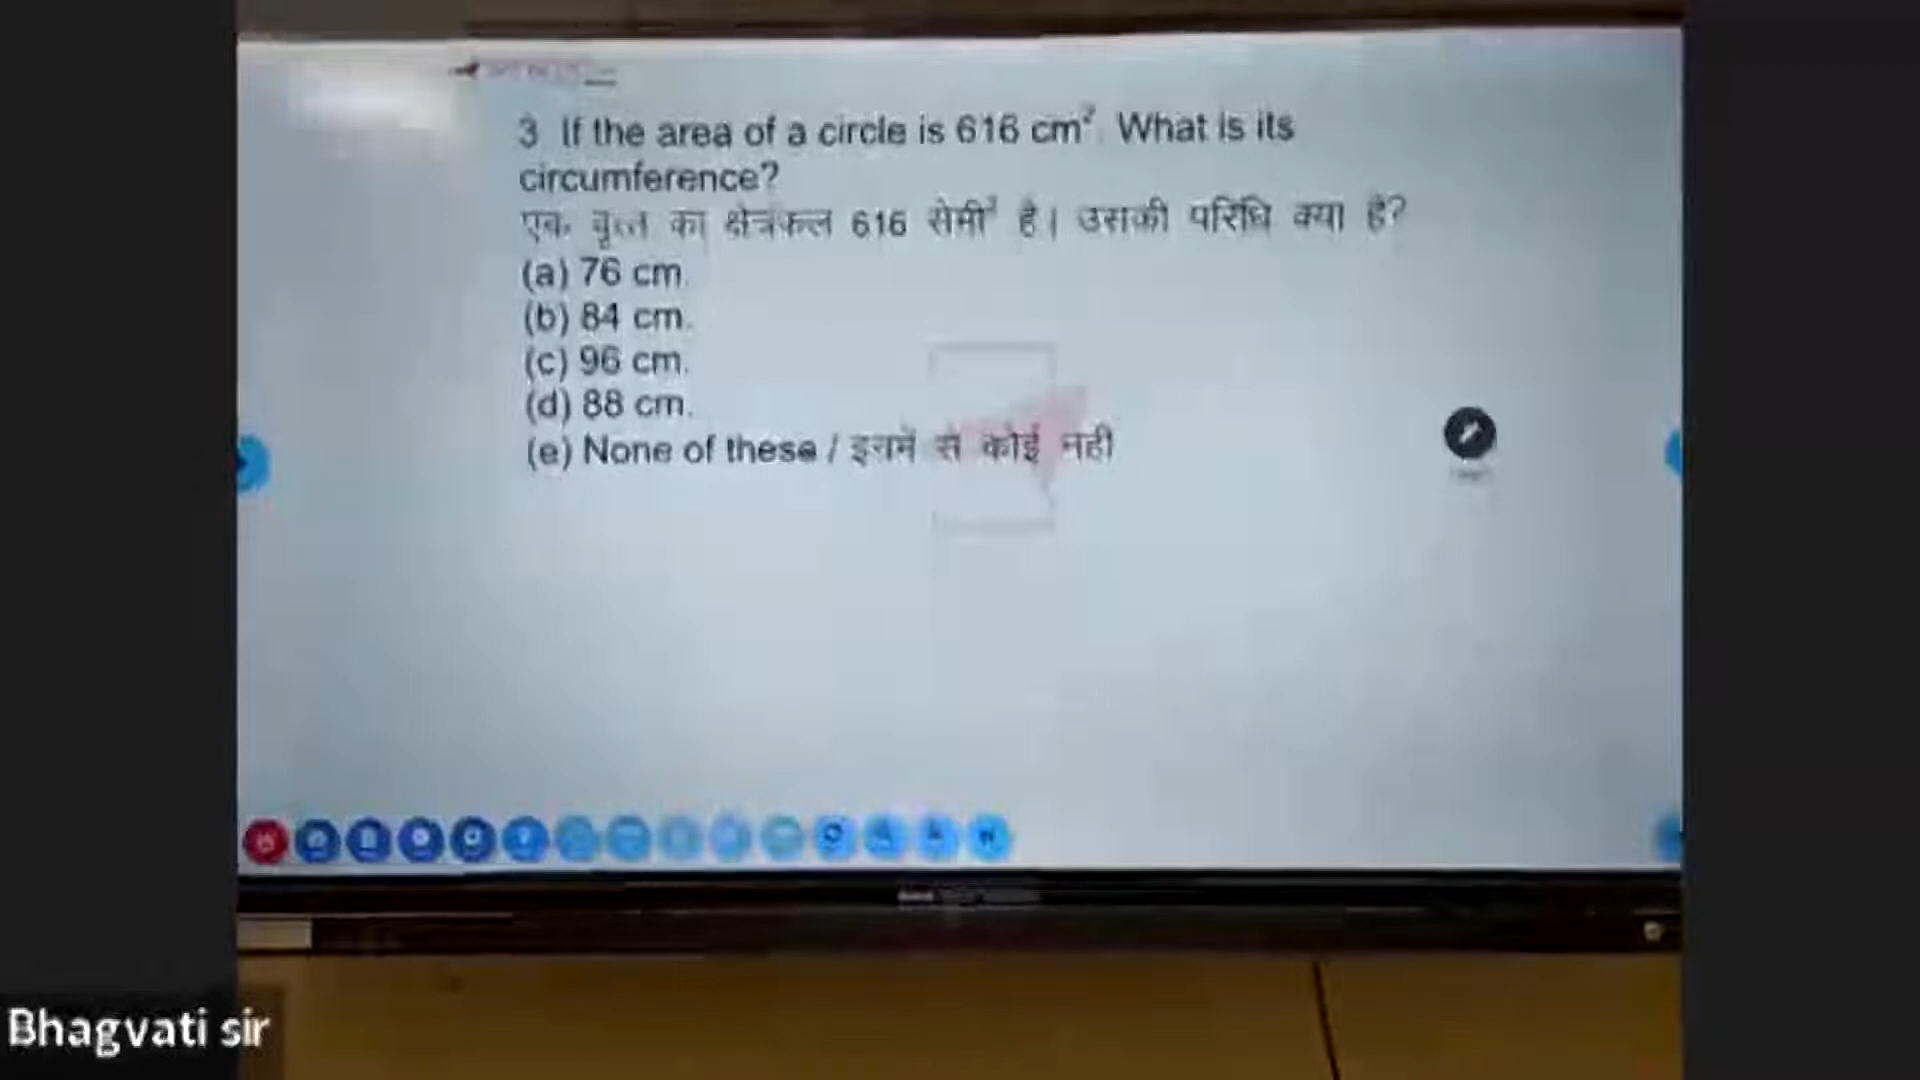 3 If the area of a circle is 616 cm². What is its
circumference?
एक वृत्त का क्षेत्रफल 616 सेमी² है। उसकी परिधि क्या है?
(a) 76 cm.
(b) 84 cm.
(c) 96 cm.
(d) 88 cm.
(e) None of these / इनमें से कोई नहीं
Bhagvati sir